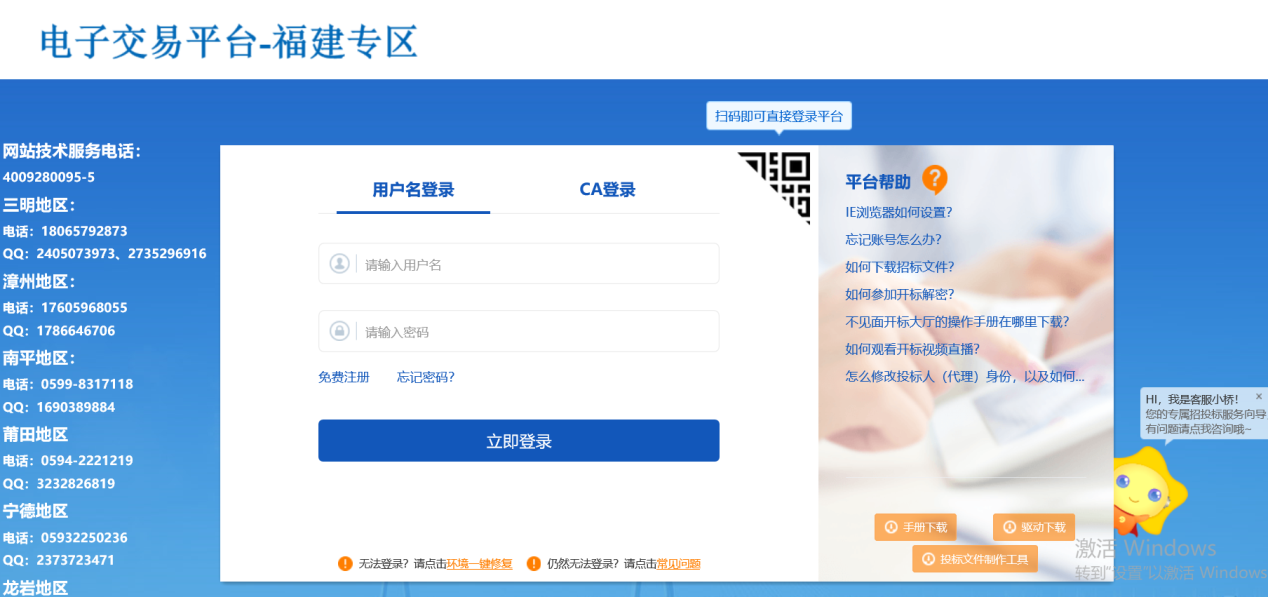 电子交易平台-福建专区
扫码即可直接登录平台
网站技术服务电话：
4009280095-5
三明地区：
电话：18065792873
QQ：2405073973、2735296916
漳州地区：
电话：17605968055
QQ：1786646706
南平地区：
电话：0599-8317118
QQ：1690389884
莆田地区
电话：0594-2221219
QQ：3232826819
宁德地区
电话：05932250236
QQ：2373723471
龙岩地区
用户名登录 CA登录
请输入用户名
请输入密码
免费注册 忘记密码?
立即登录
无法登录？请点击环境一键修复 仍然无法登录？请点击常见问题
平台帮助
IE浏览器如何设置?
忘记账号怎么办?
如何下载招标文件?
如何参加开标解密?
不见面开标大厅的操作手册在哪里下载?
如何观看开标视频直播?
怎么修改投标人（代理）身份，以及如何...
手册下载 驱动下载
投标文件制作工具
HI，我是客服小桥！ ×
您的专属招投标服务向导
有问题请点我咨询哦~
激活 Windows
转到"设置"以激活 Windows